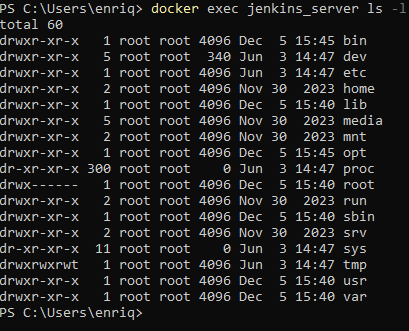 PS C:\Users\enriq> docker exec jenkins_server ls -l
total 60
drwxr-xr-x 1 root root 4096 Dec 5 15:45 bin
drwxr-xr-x 5 root root 340 Jun 3 14:47 dev
drwxr-xr-x 1 root root 4096 Jun 3 14:47 etc
drwxr-xr-x 2 root root 4096 Nov 30 2023 home
drwxr-xr-x 1 root root 4096 Dec 5 15:40 lib
drwxr-xr-x 5 root root 4096 Nov 30 2023 media
drwxr-xr-x 2 root root 4096 Nov 30 2023 mnt
drwxr-xr-x 1 root root 4096 Dec 5 15:45 opt
dr-xr-xr-x 300 root root 0 Jun 3 14:47 proc
drwx------ 1 root root 4096 Dec 5 15:40 root
drwxr-xr-x 2 root root 4096 Nov 30 2023 run
drwxr-xr-x 1 root root 4096 Dec 5 15:40 sbin
drwxr-xr-x 2 root root 4096 Nov 30 2023 srv
dr-xr-xr-x 11 root root 0 Jun 3 14:47 sys
drwxrwxrwt 1 root root 4096 Jun 3 14:47 tmp
drwxr-xr-x 1 root root 4096 Dec 5 15:40 usr
drwxr-xr-x 1 root root 4096 Dec 5 15:40 var
PS C:\Users\enriq>